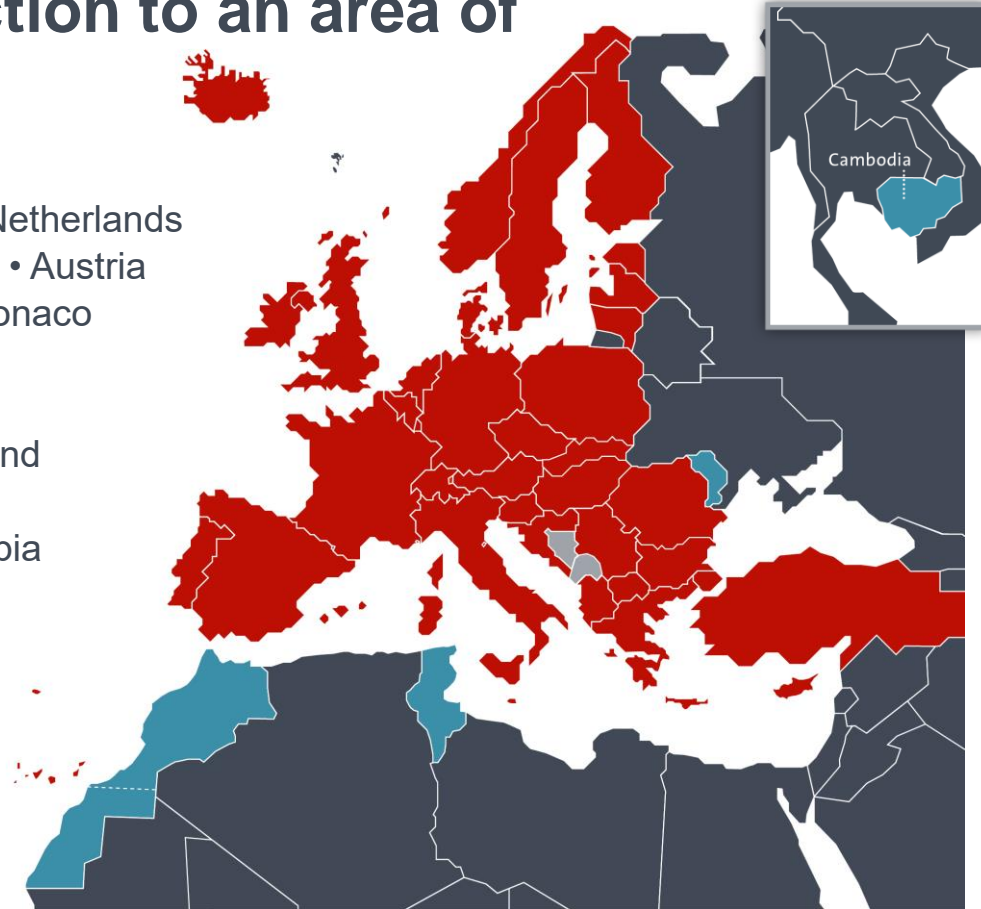 ction to an area of
Netherlands
• Austria
onaco
nd
bia
Cambodia